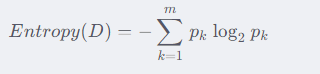 Entropy(D) = − ∑_{k=1}^{m} p_k log_2 p_k